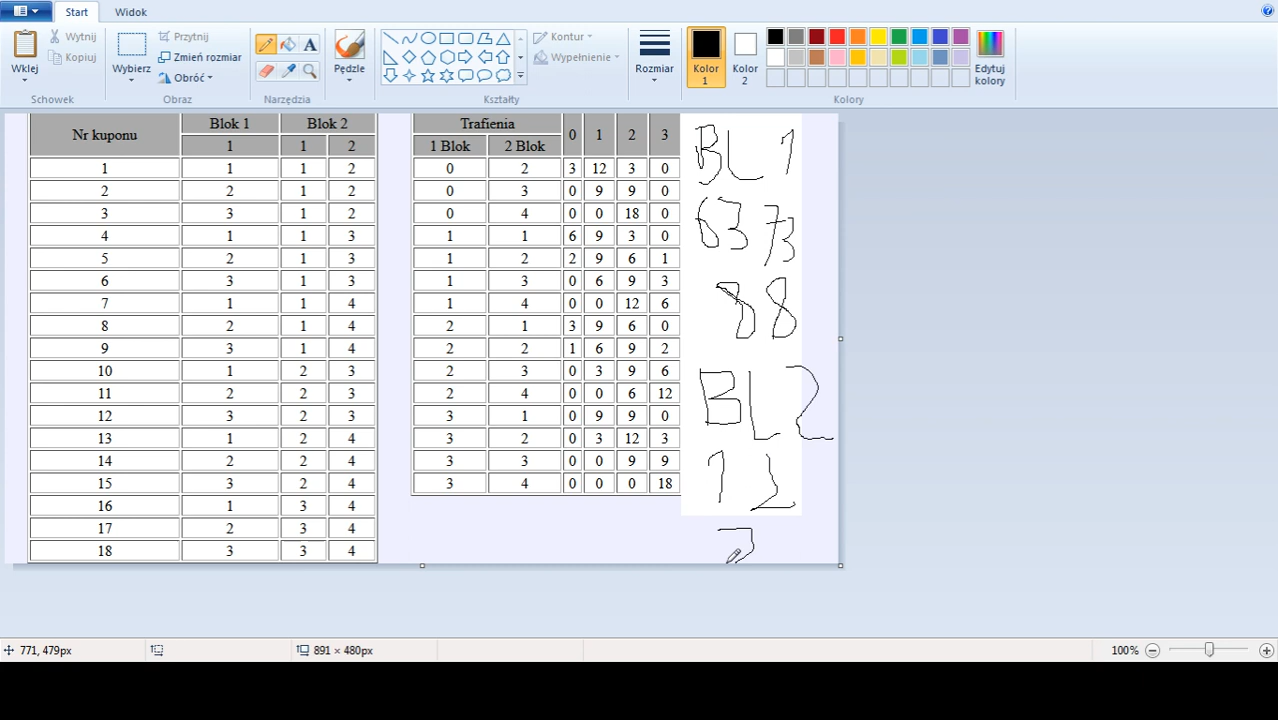 Start Widok
Wklej
Wytnij
Kopiuj
Schowek
Wybierz
Przytnij
Zmień rozmiar
Obróć
Obraz
A
Narzędzia
Pędzle
Kontur
Wypełnienie
Kształty
Rozmiar
Kolor 1
Kolor 2
Edytuj kolory
Kolory
Nr kuponu Blok 1 Blok 2
1 1 2
1 1 1 2
2 2 1 2
3 3 1 2
4 1 1 3
5 2 1 3
6 3 1 3
7 1 1 4
8 2 1 4
9 3 1 4
10 1 2 3
11 2 2 3
12 3 2 3
13 1 2 4
14 2 2 4
15 3 2 4
16 1 3 4
17 2 3 4
18 3 3 4
Trafienia 0 1 2 3
1 Blok 2 Blok
0 2 3 12 3 0
0 3 0 9 9 0
0 4 0 0 18 0
1 1 6 9 3 0
1 2 2 9 6 1
1 3 0 6 9 3
1 4 0 0 12 6
2 1 3 9 6 0
2 2 1 6 9 2
2 3 0 3 9 6
2 4 0 0 6 12
3 1 0 9 9 0
3 2 0 3 12 3
3 3 0 0 9 9
3 4 0 0 0 18
BL 1
63 73
88
BL 2
12
771, 479px
891 × 480px
100%